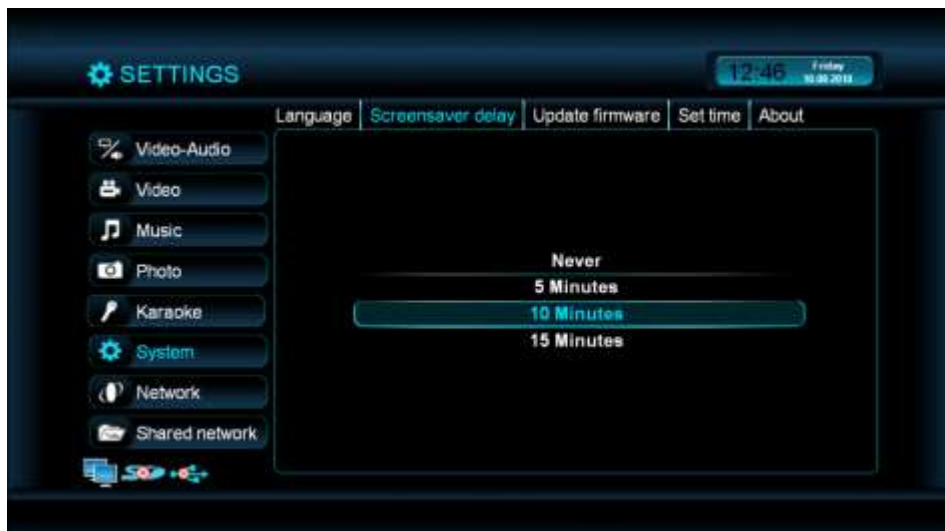 SETTINGS
12:46
Friday
Language Screensaver delay Update firmware Set time About
Video-Audio
Video
Music
Photo
Karaoke
System
Network
Shared network
Never
5 Minutes
10 Minutes
15 Minutes